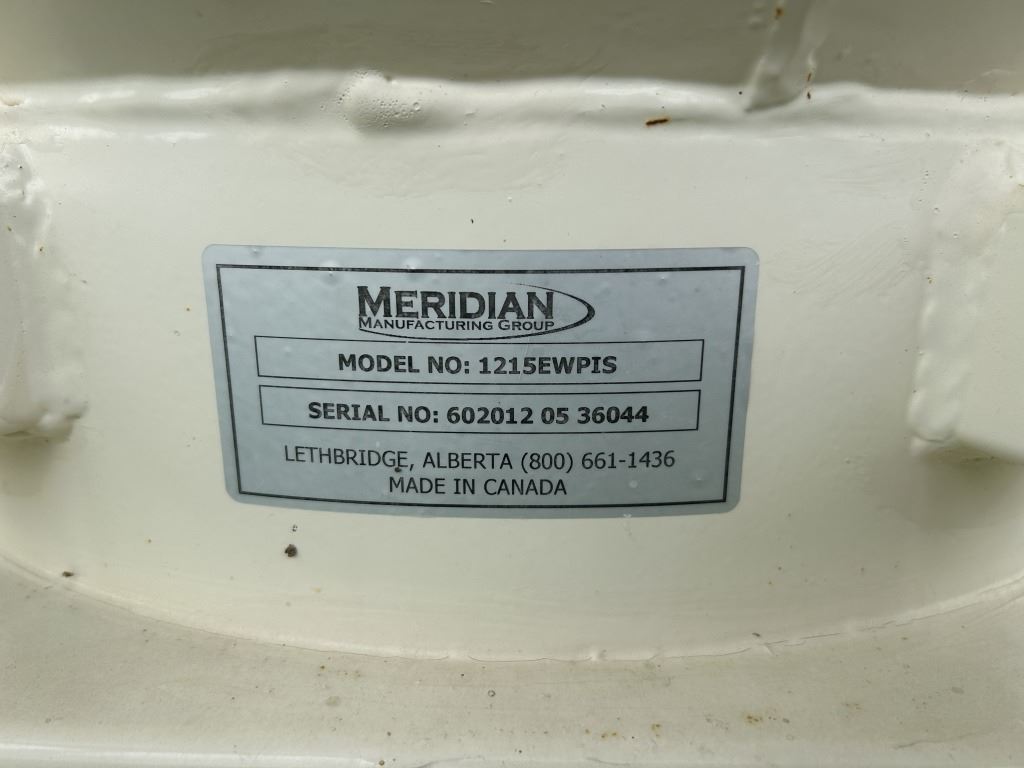 MERIDIAN
MANUFACTURING GROUP
MODEL NO: 1215EWPIS
SERIAL NO: 602012 05 36044
LETHBRIDGE, ALBERTA (800) 661-1436
MADE IN CANADA